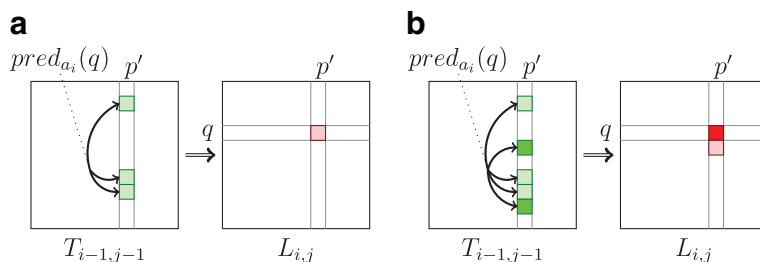 a
pred_{a_i}(q) p′ p′
q
⟹
T_{i−1,j−1} L_{i,j}
b
pred_{a_i}(q) p′ p′
q
⟹
T_{i−1,j−1} L_{i,j}